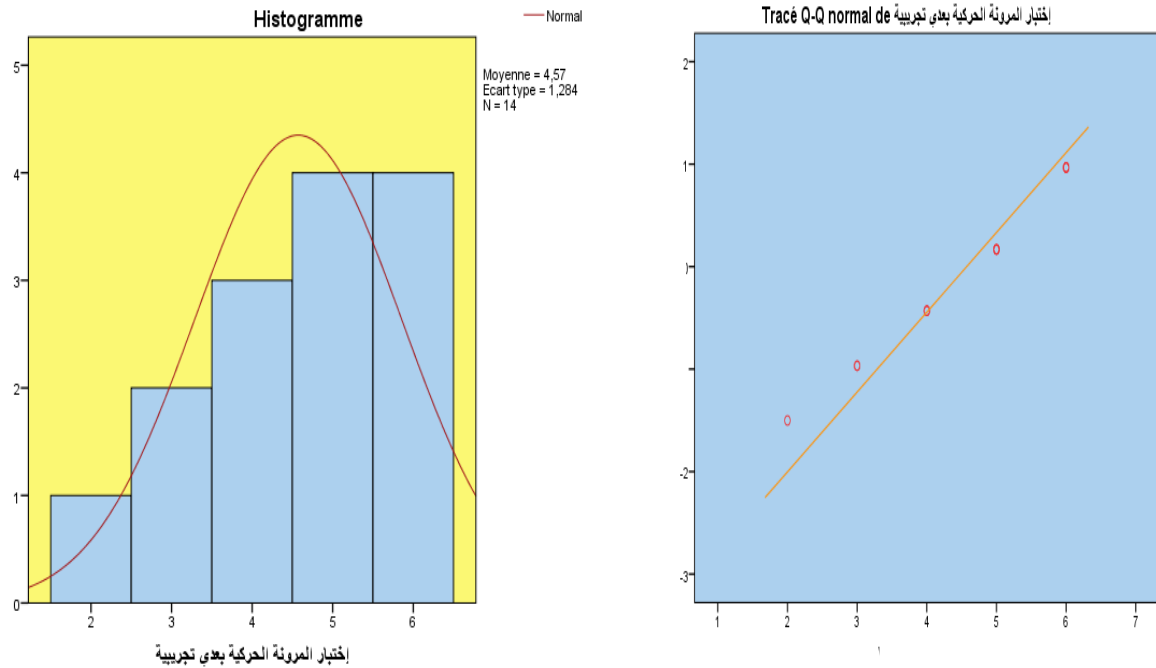 Histogramme
Normal
Moyenne = 4,57
Ecart type = 1,284
N = 14
5
4
3
2
1
0
2 3 4 5 6
إختبار المرونة الحركية بعدي تجريبية
Tracé Q-Q normal de إختبار المرونة الحركية بعدي تجريبية
2
1
-2
-3
1 2 3 4 5 6 7